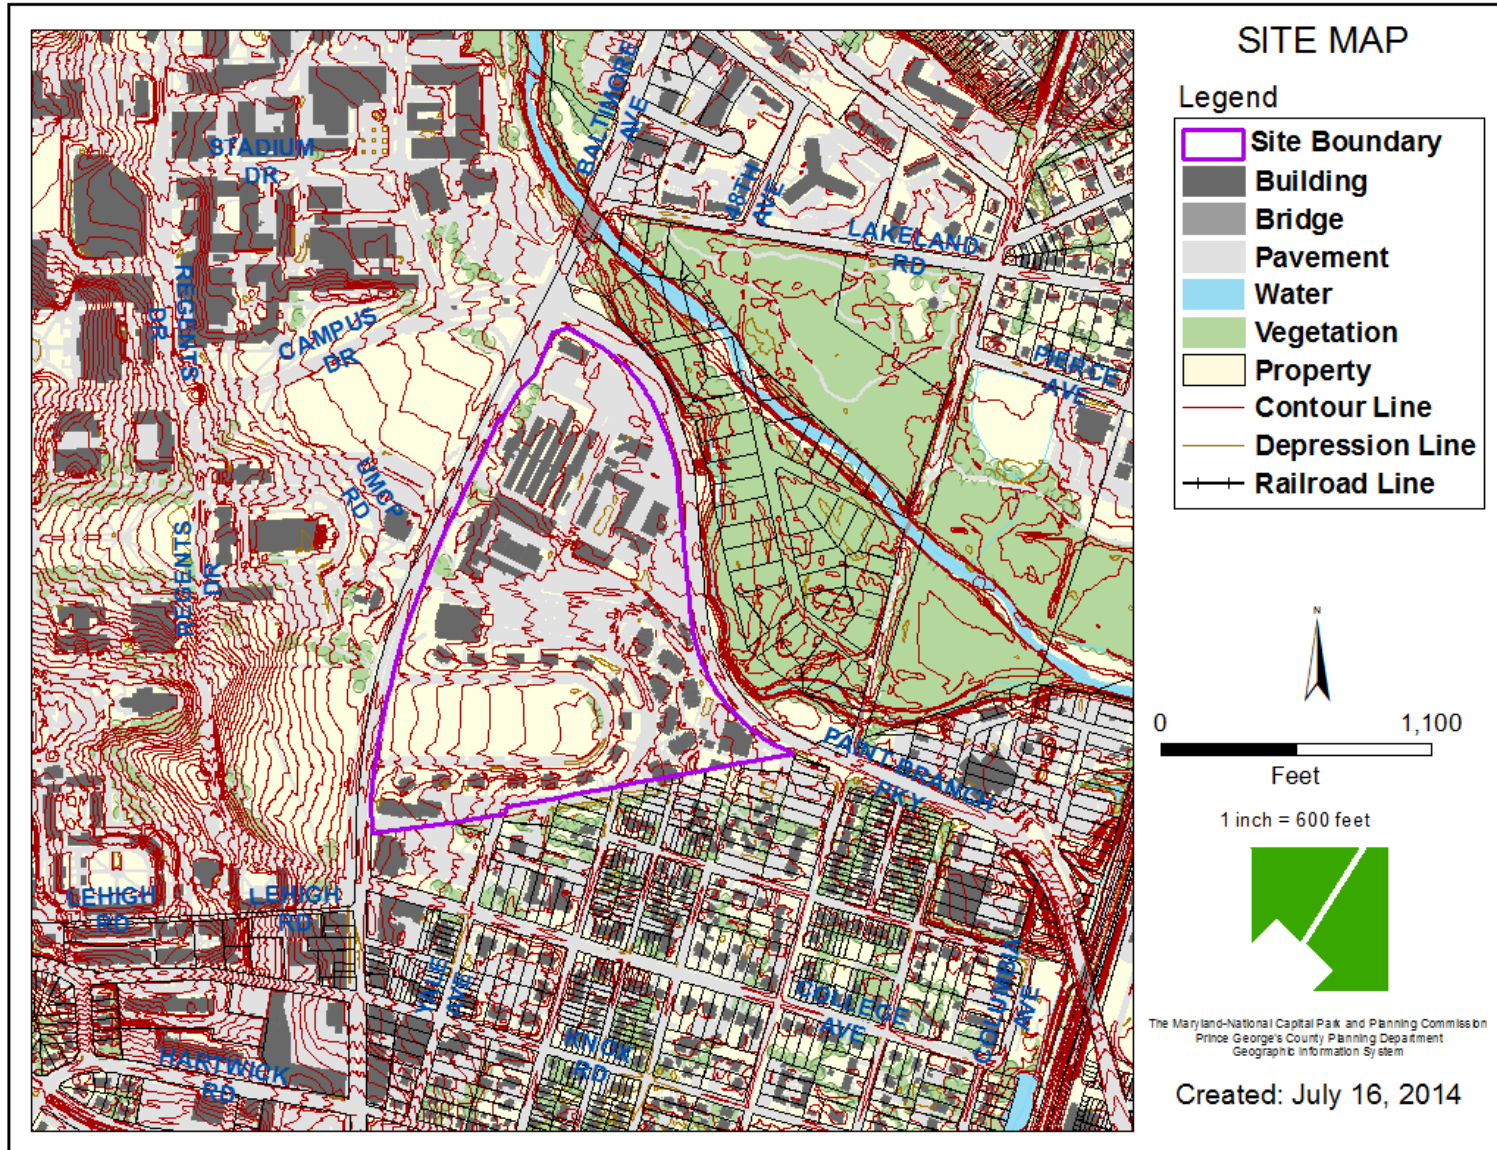 SITE MAP
Legend
Site Boundary
Building
Bridge
Pavement
Water
Vegetation
Property
Contour Line
Depression Line
Railroad Line
N
0 1,100
Feet
1 inch = 600 feet
The Maryland-National Capital Park and Planning Commission
Prince George's County Planning Department
Geographic Information System
Created: July 16, 2014
BALTIMORE
AVE
STADIUM
DR
48TH
AVE
LAKELAND
RD
REGENTS
DR
CAMPUS
DR
PIERCE
AVE
UMCP
RD
REGENTS
DR
PAINT BRANCH
PKY
LEHIGH
RD
LEHIGH
RD
YALE
AVE
COLLEGE
AVE
COLUMBIA
AVE
KNOX
RD
HARTWICK
RD